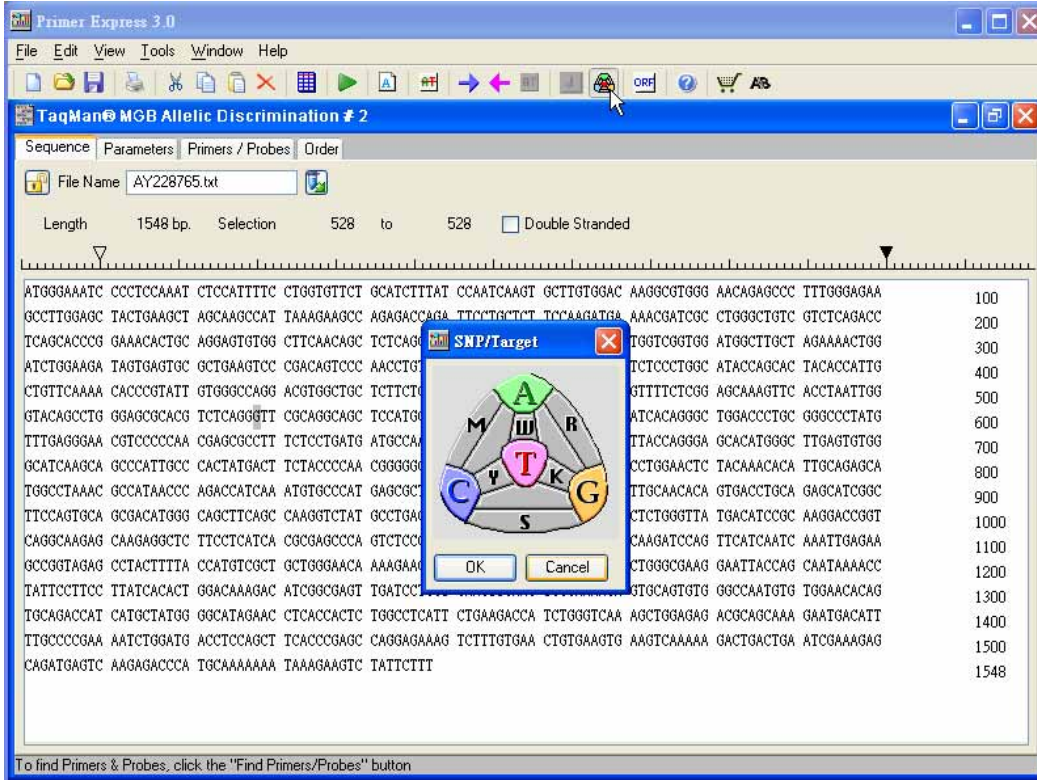 Primer Express 3.0
File Edit View Tools Window Help
ORF AB
TaqMan® MGB Allelic Discrimination # 2
Sequence Parameters Primers / Probes Order
File Name AY228765.txt
Length 1548 bp. Selection 528 to 528 Double Stranded
ATGGGAAATC CCCTCCAAAT CTCCATTTTC CTGGTGTTCT GCATCTTTAT CCAATCAAGT GCTTGTGGAC AAGGCGTGGG AACAGAGCCC TTTGGGAGAA 100
GCCTTGGAGC TACTGAAGCT AGCAAGCCAT TAAAGAAGCC AGAGACCAGA TTCCTGCTCT TCCAAGATGA AAACGATCGC CTGGGCTGTC GTCTCAGACC 200
TCAGCACCCG GAAACACTGC AGGAGTGTGG CTTCAACAGC TCTCAG TGGTCGGTGG ATGGCTTGCT AGAAAACTGG 300
ATCTGGAAGA TAGTGAGTGC GCTGAAGTCC CGACAGTCCC AACCTG TCTCCCTGGC ATACCAGCAC TACACCATTG 400
CTGTTCAAAA CACCCGTATT GTGGGCCAGG ACGTGGCTGC TCTTCT GTTTTCTCGG AGCAAAGTTC ACCTAATTGG 500
GTACAGCCTG GGAGCGCACG TCTCAGGGTT CGCAGGCAGC TCCATG ATCACAGGGC TGGACCCTGC GGGCCCTATG 600
TTTGAGGGAA CGTCCCCCAA CGAGCGCCTT TCTCCTGATG ATGCCA TTACCAGGGA GCACATGGGC TTGAGTGTGG 700
GCATCAAGCA GCCCATTGCC CACTATGACT TCTACCCCAA CGGGGG CCTGGAACTC TACAAACACA TTGCAGAGCA 800
TGGCCTAAAC GCCATAACCC AGACCATCAA ATGTGCCCAT GAGCGC TTGCAACACA GTGACCTGCA GAGCATCGGC 900
TTCCAGTGCA GCGACATGGG CAGCTTCAGC CAAGGTCTAT GCCTGA CTCTGGGTTA TGACATCCGC AAGGACCGGT 1000
CAGGCAAGAG CAAGAGGCTC TTCCTCATCA CGCGAGCCCA GTCTCC CAAGATCCAG TTCATCAATC AAATTGAGAA 1100
GCCGGTAGAG CCTACTTTTA CCATGTCGCT GCTGGGAACA AAAGAA CTGGGCGAAG GAATTACCAG CAATAAAACC 1200
TATTCCTTCC TTATCACACT GGACAAAGAC ATCGGCGAGT TGATCC GTGCAGTGTG GGCCAATGTG TGGAACACAG 1300
TGCAGACCAT CATGCTATGG GGCATAGAAC CTCACCACTC TGGCCTCATT CTGAAGACCA TCTGGGTCAA AGCTGGAGAG ACGCAGCAAA GAATGACATT 1400
TTGCCCCGAA AATCTGGATG ACCTCCAGCT TCACCCGAGC CAGGAGAAAG TCTTTGTGAA CTGTGAAGTG AAGTCAAAAA GACTGACTGA ATCGAAAGAG 1500
CAGATGAGTC AAGAGACCCA TGCAAAAAAA TAAAGAAGTC TATTCTTT 1548
SNP/Target
A
M W R
T
Y K
C G
S
OK Cancel
To find Primers & Probes, click the "Find Primers/Probes" button